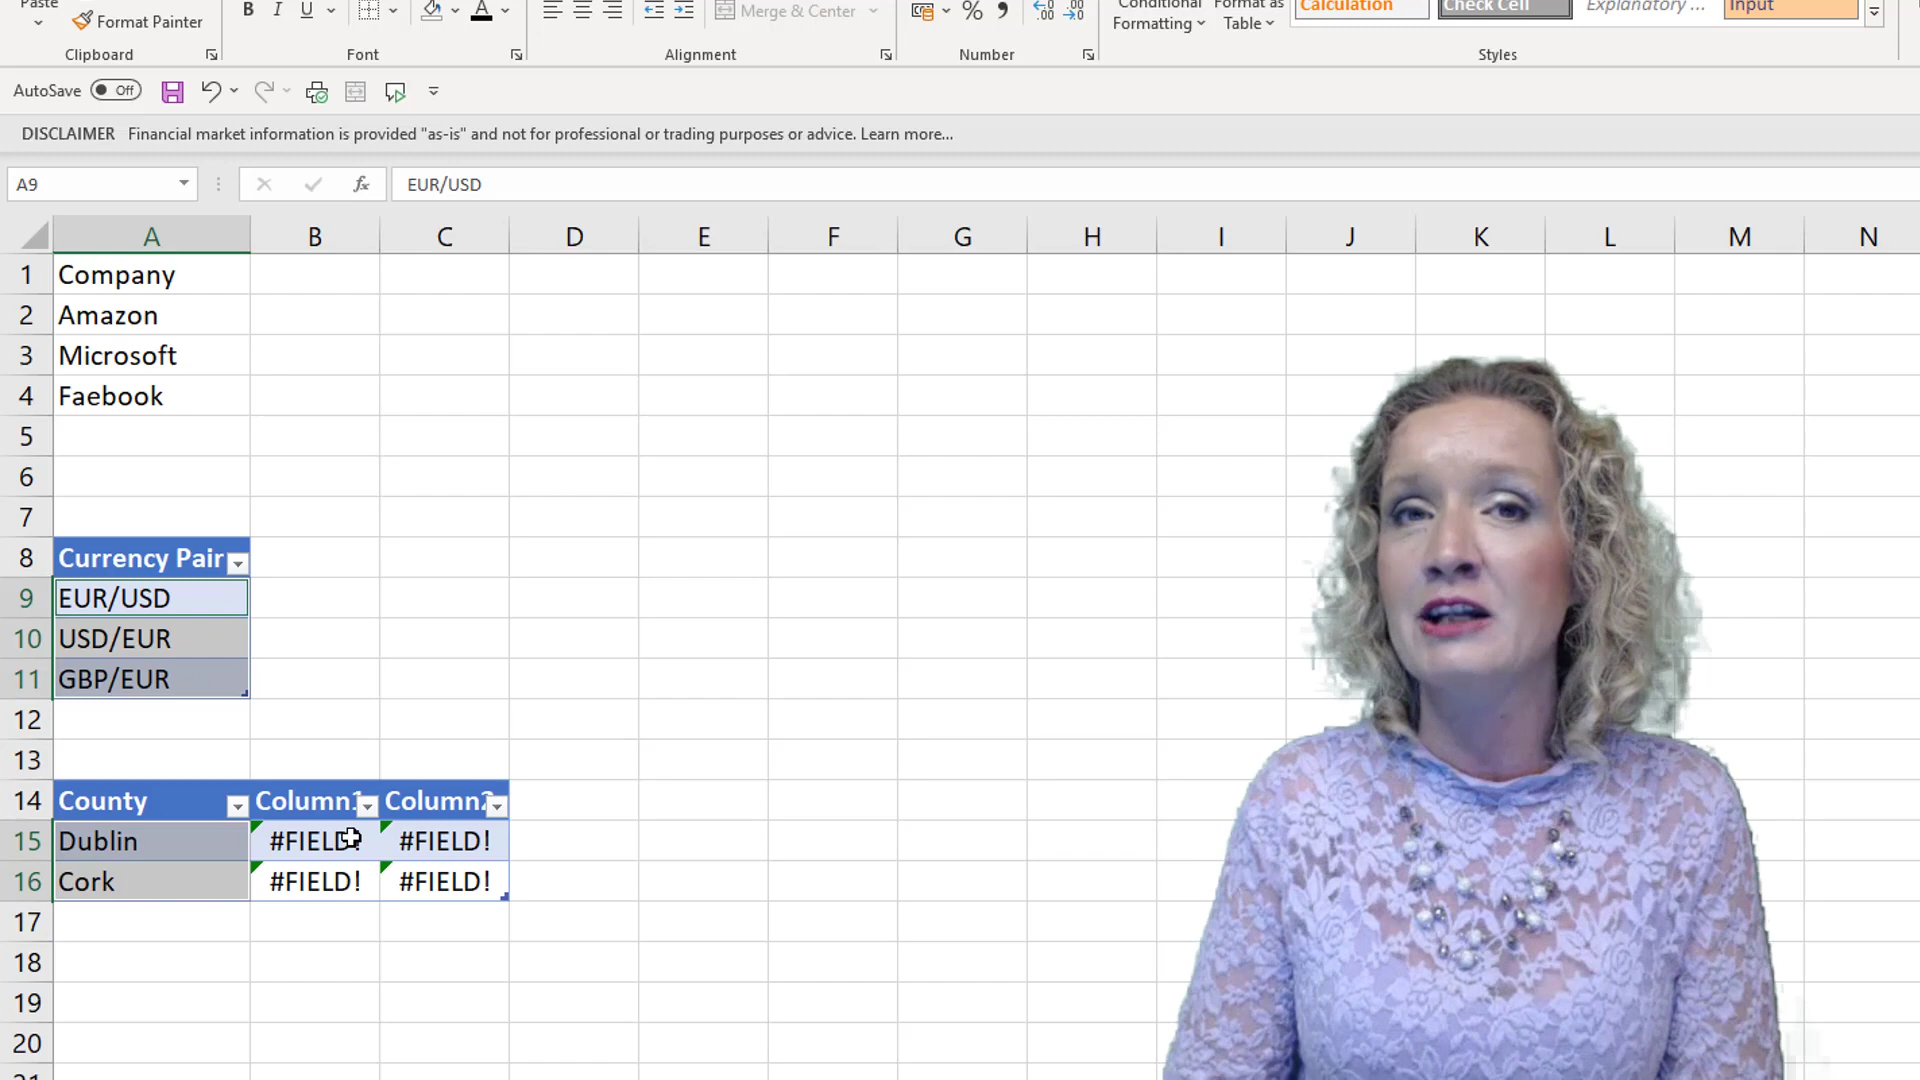 Paste
Format Painter
B I U A
Merge & Center
% 
Conditional
Formatting
Format as
Table
Calculation
Check Cell
Explanatory ...
Input
Clipboard
Font
Alignment
Number
Styles
AutoSave Off
DISCLAIMER Financial market information is provided "as-is" and not for professional or trading purposes or advice. Learn more...
A9 fx EUR/USD
A B C D E F G H I J K L M N
1 Company
2 Amazon
3 Microsoft
4 Faebook
5
6
7
8 Currency Pair
9 EUR/USD
10 USD/EUR
11 GBP/EUR
12
13
14 County Column1 Column2
15 Dublin #FIELD! #FIELD!
16 Cork #FIELD! #FIELD!
17
18
19
20